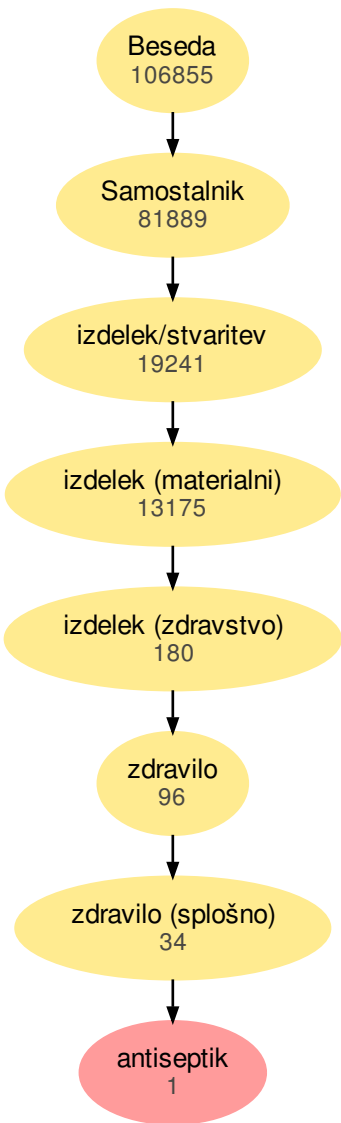 Beseda
106855
Samostalnik
81889
izdelek/stvaritev
19241
izdelek (materialni)
13175
izdelek (zdravstvo)
180
zdravilo
96
zdravilo (splošno)
34
antiseptik
1